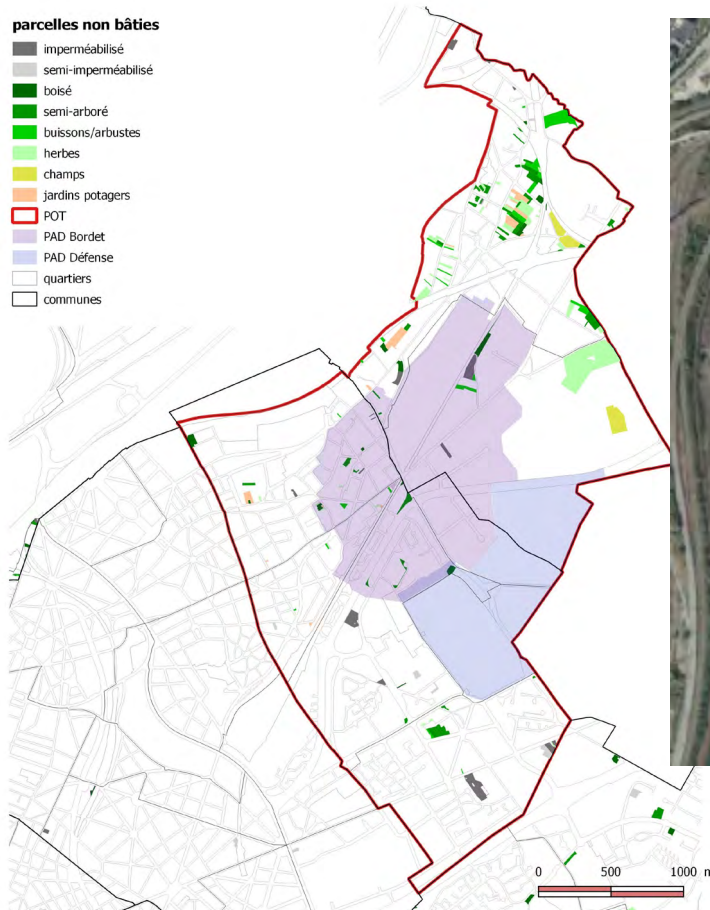 parcelles non bâties
imperméabilisé
semi-imperméabilisé
boisé
semi-arboré
buissons/arbustes
herbes
champs
jardins potagers
POT
PAD Bordet
PAD Défense
quartiers
communes
0 500 1000 m